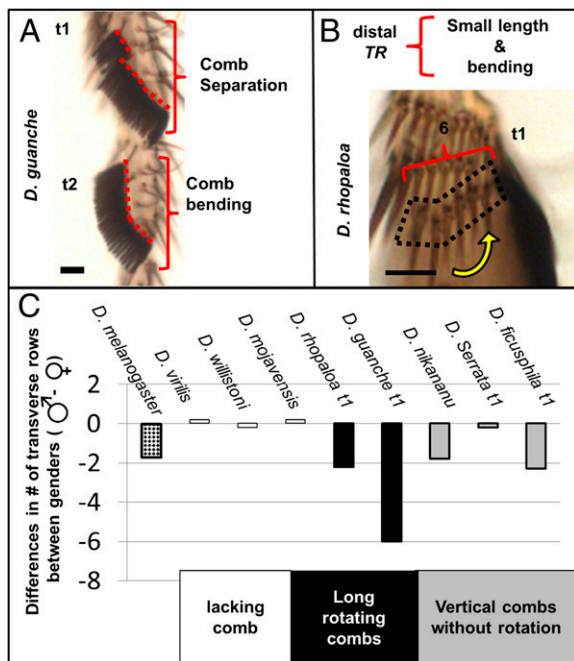 A
t1
Comb
Separation
D. guanche
t2
Comb
bending
B
distal
TR
Small length
&
bending
6
t1
D. rhopaloa
C
D. melanogaster
D. virilis
D. willistoni
D. mojavensis
D. rhopaloa t1
D. guanche t1
D. nikananu
D. Serrata t1
D. ficusphila t1
Differences in # of transverse rows
between genders (♂-♀)
2
0
-2
-4
-6
-8
lacking
comb
Long
rotating
combs
Vertical combs
without rotation